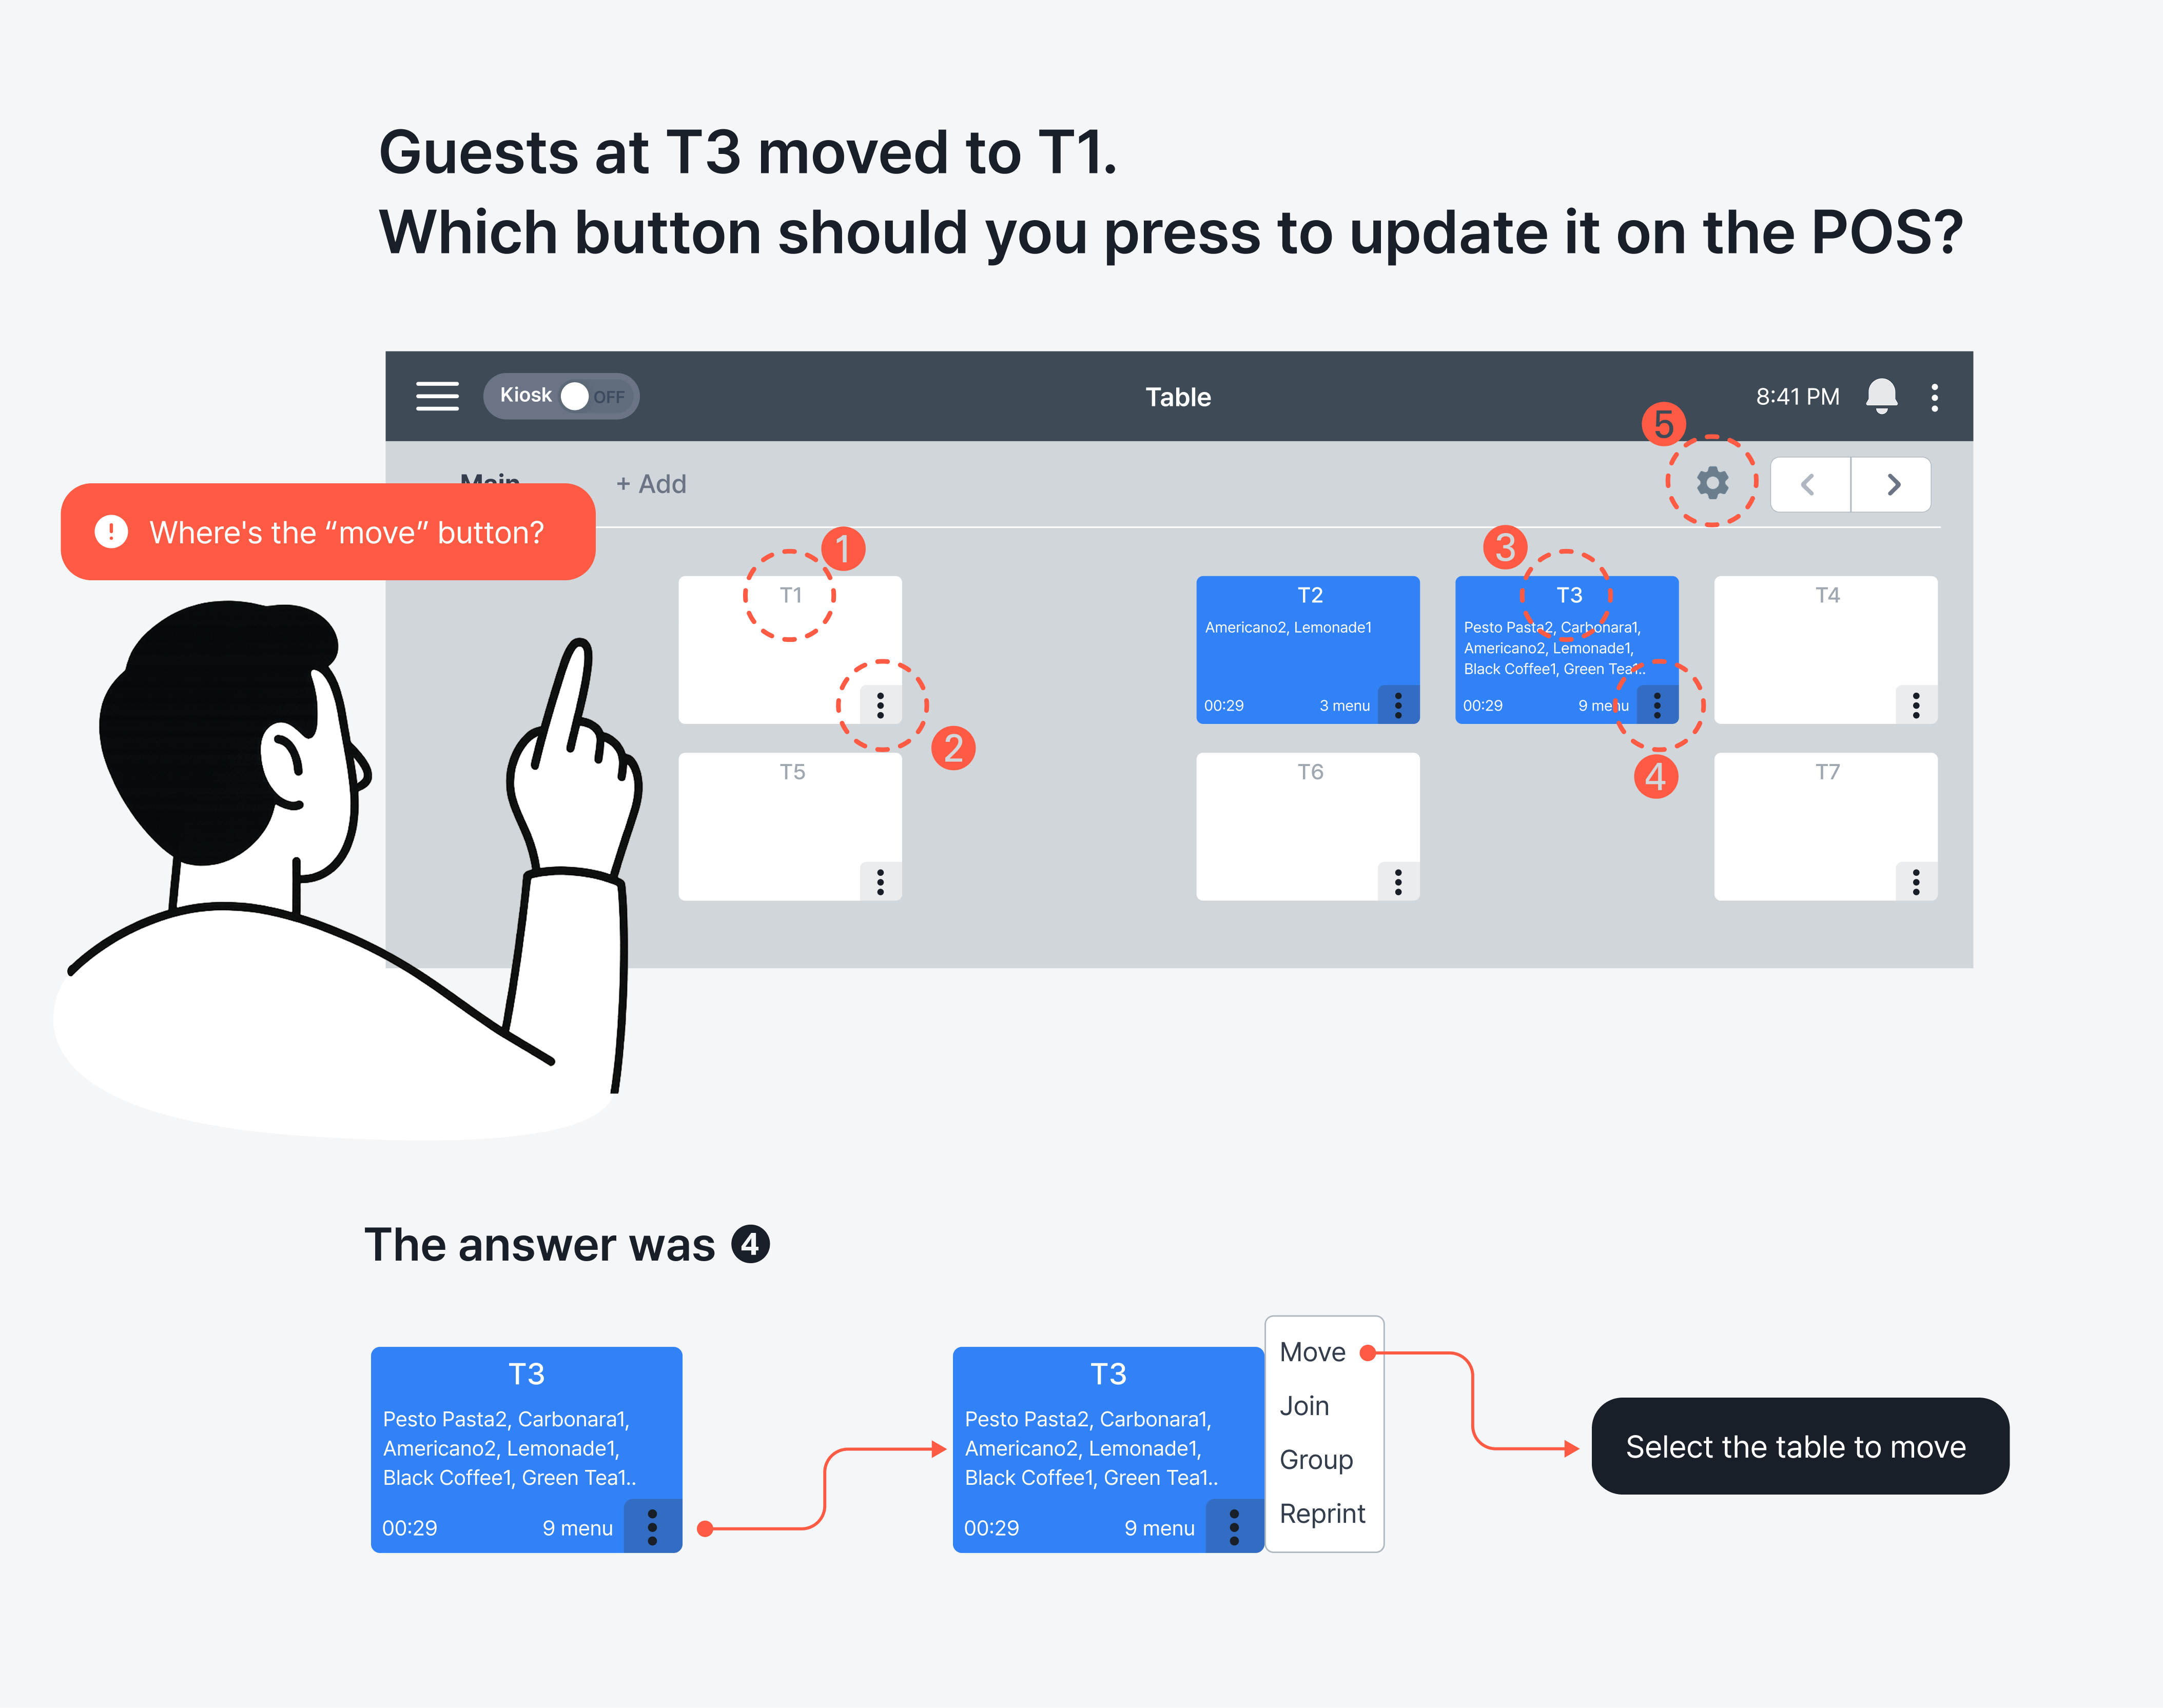 Guests at T3 moved to T1.
Which button should you press to update it on the POS?
Kiosk OFF
Table
8:41 PM
5
Main
+ Add
Where's the “move” button?
1
T1
2
T2
Americano2, Lemonade1
00:29 3 menu
3
T3
Pesto Pasta2, Carbonara1,
Americano2, Lemonade1,
Black Coffee1, Green Tea1..
00:29 9 menu
4
T4
T5
T6
T7
The answer was 4
T3
Pesto Pasta2, Carbonara1,
Americano2, Lemonade1,
Black Coffee1, Green Tea1..
00:29 9 menu
T3
Pesto Pasta2, Carbonara1,
Americano2, Lemonade1,
Black Coffee1, Green Tea1..
00:29 9 menu
Move
Join
Group
Reprint
Select the table to move